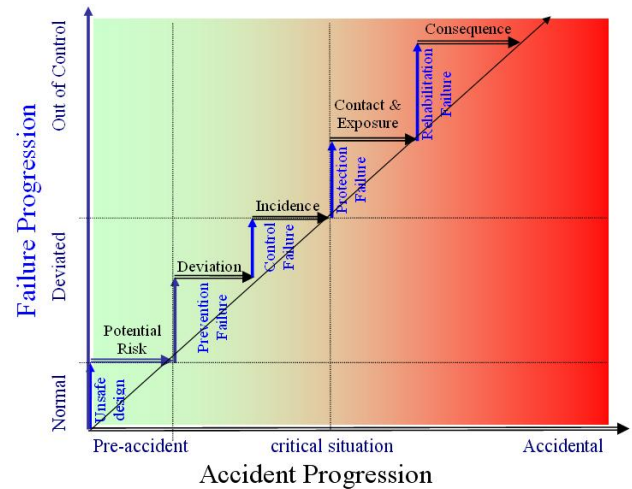 Failure Progression
Out of Control
Deviated
Normal
Consequence
Rehabilitation
Failure
Contact &
Exposure
Protection
Failure
Incidence
Control
Failure
Deviation
Prevention
Failure
Potential
Risk
Unsafe
design
Pre-accident
critical situation
Accidental
Accident Progression